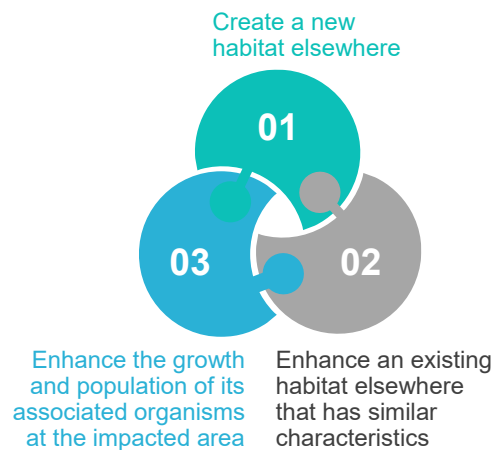 Create a new
habitat elsewhere
01
03
02
Enhance the growth
and population of its
associated organisms
at the impacted area
Enhance an existing
habitat elsewhere
that has similar
characteristics